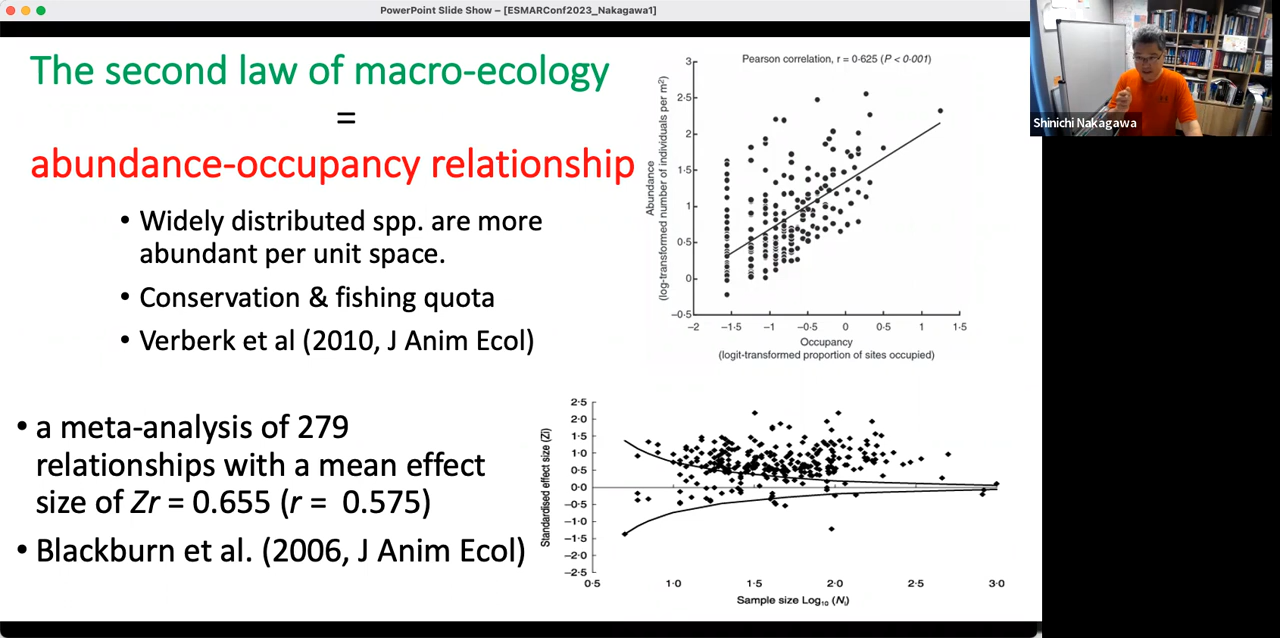 PowerPoint Slide Show – [ESMARConf2023_Nakagawa1]
The second law of macro-ecology
=
abundance-occupancy relationship
• Widely distributed spp. are more
abundant per unit space.
• Conservation & fishing quota
• Verberk et al (2010, J Anim Ecol)
• a meta-analysis of 279
relationships with a mean effect
size of Zr = 0.655 (r = 0.575)
• Blackburn et al. (2006, J Anim Ecol)
Pearson correlation, r = 0·625 (P < 0·001)
Abundance
(log-transformed number of individuals per m²)
3
2·5
2
1·5
1
0·5
0
−0·5
−2 −1·5 −1 −0·5 0 0·5 1 1·5
Occupancy
(logit-transformed proportion of sites occupied)
Standardised effect size (Zi)
2·5
2·0
1·5
1·0
0·5
0·0
−0·5
−1·0
−1·5
−2·0
−2·5
0·5 1·0 1·5 2·0 2·5 3·0
Sample size Log₁₀ (Nᵢ)
Shinichi Nakagawa